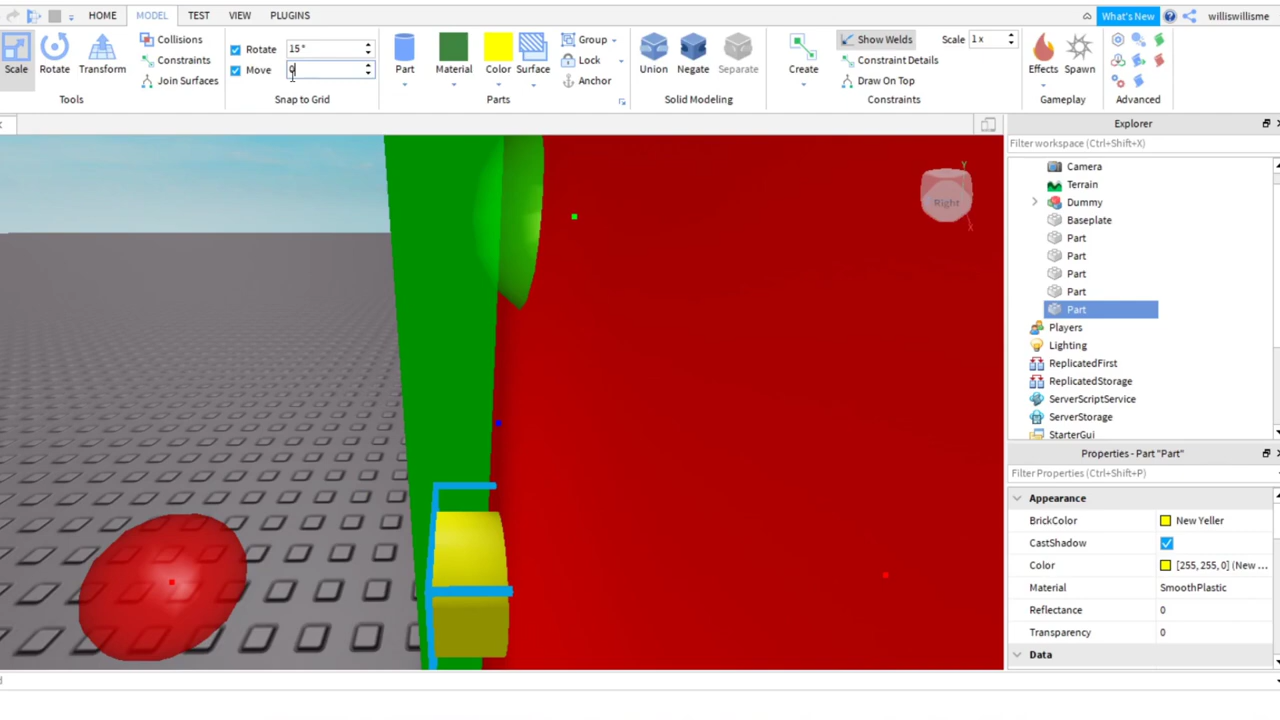 HOME MODEL TEST VIEW PLUGINS What's New williswillisme
Scale Rotate Transform
Collisions
Constraints
Join Surfaces
Tools
Rotate 15°
Move 0
Snap to Grid
Part Material Color Surface
Group
Lock
Anchor
Parts
Union Negate Separate
Solid Modeling
Create
Show Welds
Constraint Details
Draw On Top
Scale 1 x
Constraints
Effects Spawn
Gameplay
Advanced
Right
Y
X
Explorer
Filter workspace (Ctrl+Shift+X)
Camera
Terrain
Dummy
Baseplate
Part
Part
Part
Part
Part
Players
Lighting
ReplicatedFirst
ReplicatedStorage
ServerScriptService
ServerStorage
StarterGui
Properties - Part "Part"
Filter Properties (Ctrl+Shift+P)
Appearance
BrickColor New Yeller
CastShadow
Color [255, 255, 0] (New ...
Material SmoothPlastic
Reflectance 0
Transparency 0
Data